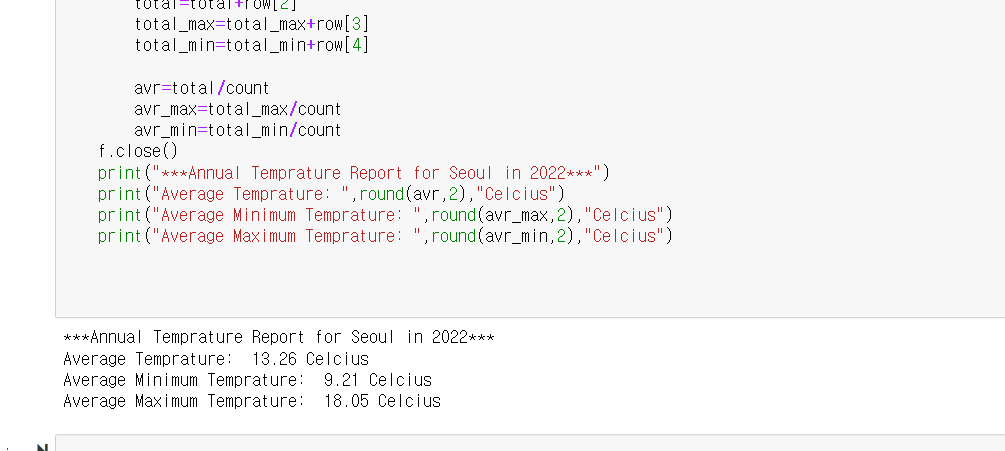 total=total+row[2]
total_max=total_max+row[3]
total_min=total_min+row[4]
avr=total/count
avr_max=total_max/count
avr_min=total_min/count
f.close()
print("***Annual Temprature Report for Seoul in 2022***")
print("Average Temprature: ",round(avr,2),"Celcius")
print("Average Minimum Temprature: ",round(avr_max,2),"Celcius")
print("Average Maximum Temprature: ",round(avr_min,2),"Celcius")
***Annual Temprature Report for Seoul in 2022***
Average Temprature:  13.26 Celcius
Average Minimum Temprature:  9.21 Celcius
Average Maximum Temprature:  18.05 Celcius